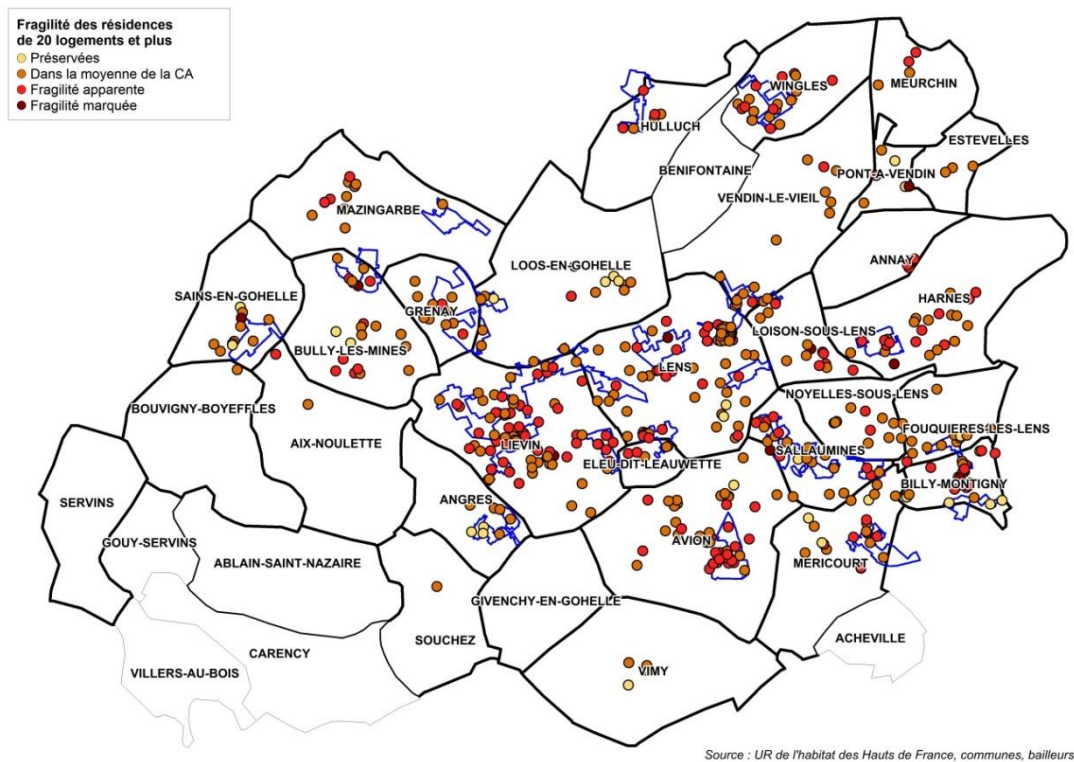 Fragilité des résidences
de 20 logements et plus
Préservées
Dans la moyenne de la CA
Fragilité apparente
Fragilité marquée
WINGLES
MEURCHIN
HULLUCH
ESTEVELLES
BENIFONTAINE
PONT-A-VENDIN
VENDIN-LE-VIEIL
MAZINGARBE
LOOS-EN-GOHELLE
ANNAY
SAINS-EN-GOHELLE
HARNES
GRENAY
LOISON-SOUS-LENS
BULLY-LES-MINES
LENS
NOYELLES-SOUS-LENS
BOUVIGNY-BOYEFFLES
FOUQUIERES-LES-LENS
AIX-NOULETTE
LIEVIN
SALLAUMINES
ELEU-DIT-LEAUWETTE
BILLY-MONTIGNY
SERVINS
ANGRES
GOUY-SERVINS
AVION
ABLAIN-SAINT-NAZAIRE
MERICOURT
GIVENCHY-EN-GOHELLE
SOUCHEZ
ACHEVILLE
CARENCY
VILLERS-AU-BOIS
VIMY
Source : UR de l'habitat des Hauts de France, communes, bailleurs